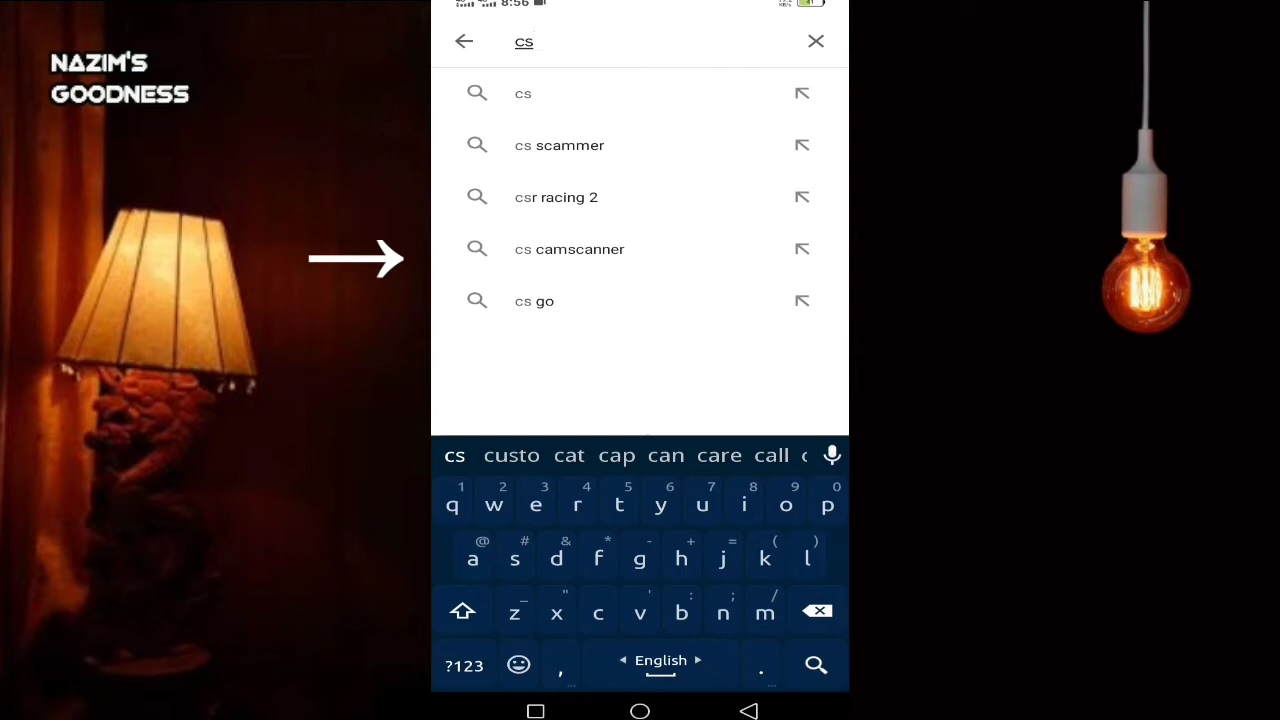 NAZIM'S
GOODNESS
8:56
cs
cs
cs scammer
csr racing 2
cs camscanner
cs go
cs custo cat cap can care call c
1 2 3 4 5 6 7 8 9 0
q w e r t y u i o p
@ # & * - + = ( )
a s d f g h j k l
_ " ' : ; /
z x c v b n m
?123 , English .